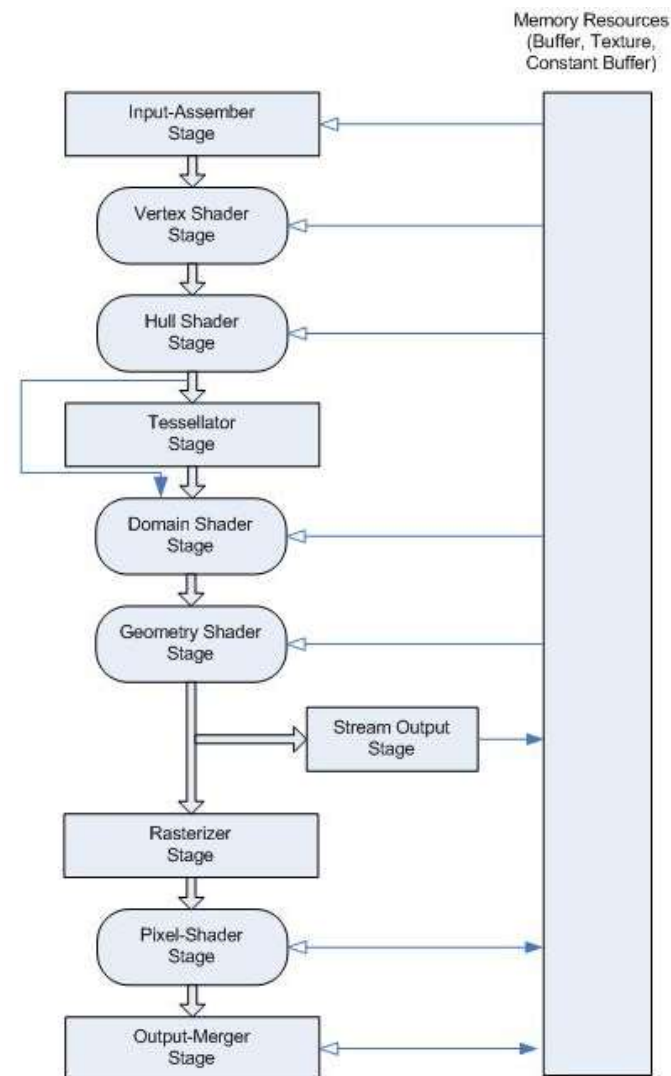 Memory Resources
(Buffer, Texture,
Constant Buffer)
Input-Assember
Stage
Vertex Shader
Stage
Hull Shader
Stage
Tessellator
Stage
Domain Shader
Stage
Geometry Shader
Stage
Stream Output
Stage
Rasterizer
Stage
Pixel-Shader
Stage
Output-Merger
Stage